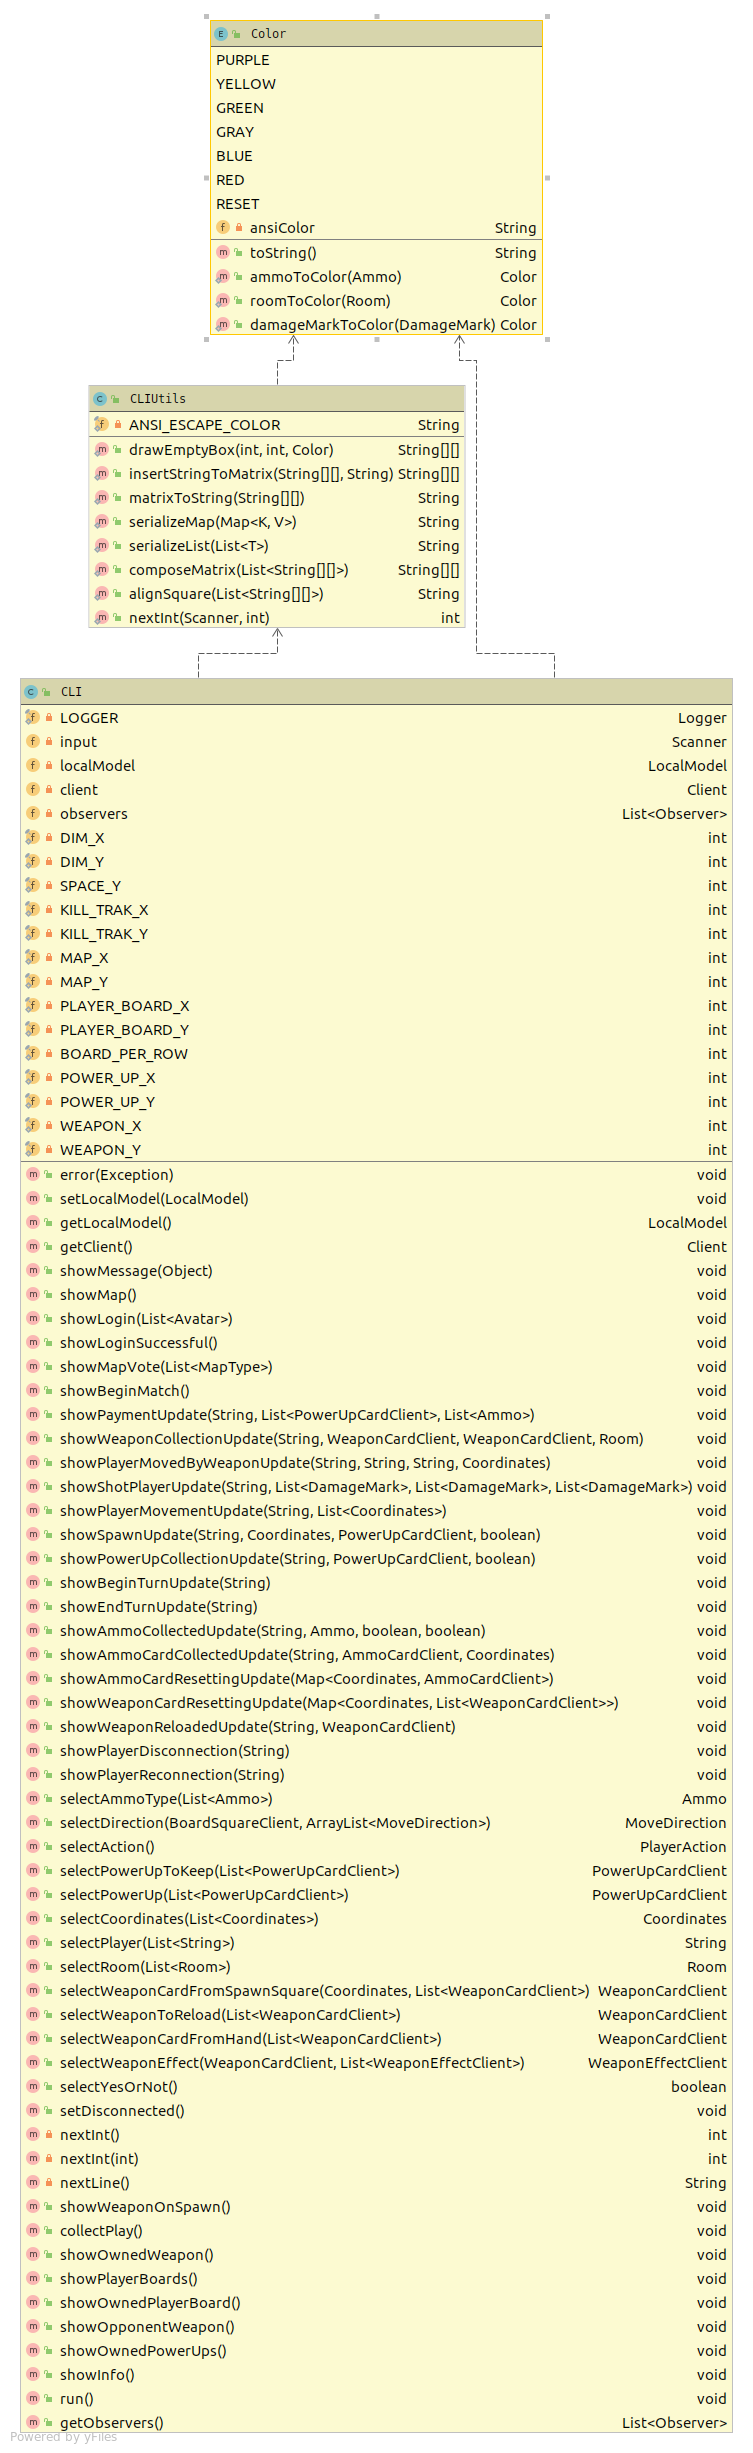 Color
PURPLE
YELLOW
GREEN
GRAY
BLUE
RED
RESET
ansiColor String
toString() String
ammoToColor(Ammo) Color
roomToColor(Room) Color
damageMarkToColor(DamageMark) Color
CLIUtils
ANSI_ESCAPE_COLOR String
drawEmptyBox(int, int, Color) String[][]
insertStringToMatrix(String[][], String) String[][]
matrixToString(String[][]) String
serializeMap(Map<K, V>) String
serializeList(List<T>) String
composeMatrix(List<String[][]>) String[][]
alignSquare(List<String[][]>) String
nextInt(Scanner, int) int
CLI
LOGGER Logger
input Scanner
localModel LocalModel
client Client
observers List<Observer>
DIM_X int
DIM_Y int
SPACE_Y int
KILL_TRAK_X int
KILL_TRAK_Y int
MAP_X int
MAP_Y int
PLAYER_BOARD_X int
PLAYER_BOARD_Y int
BOARD_PER_ROW int
POWER_UP_X int
POWER_UP_Y int
WEAPON_X int
WEAPON_Y int
error(Exception) void
setLocalModel(LocalModel) void
getLocalModel() LocalModel
getClient() Client
showMessage(Object) void
showMap() void
showLogin(List<Avatar>) void
showLoginSuccessful() void
showMapVote(List<MapType>) void
showBeginMatch() void
showPaymentUpdate(String, List<PowerUpCardClient>, List<Ammo>) void
showWeaponCollectionUpdate(String, WeaponCardClient, WeaponCardClient, Room) void
showPlayerMovedByWeaponUpdate(String, String, String, Coordinates) void
showShotPlayerUpdate(String, List<DamageMark>, List<DamageMark>, List<DamageMark>) void
showPlayerMovementUpdate(String, List<Coordinates>) void
showSpawnUpdate(String, Coordinates, PowerUpCardClient, boolean) void
showPowerUpCollectionUpdate(String, PowerUpCardClient, boolean) void
showBeginTurnUpdate(String) void
showEndTurnUpdate(String) void
showAmmoCollectedUpdate(String, Ammo, boolean, boolean) void
showAmmoCardCollectedUpdate(String, AmmoCardClient, Coordinates) void
showAmmoCardResettingUpdate(Map<Coordinates, AmmoCardClient>) void
showWeaponCardResettingUpdate(Map<Coordinates, List<WeaponCardClient>>) void
showWeaponReloadedUpdate(String, WeaponCardClient) void
showPlayerDisconnection(String) void
showPlayerReconnection(String) void
selectAmmoType(List<Ammo>) Ammo
selectDirection(BoardSquareClient, ArrayList<MoveDirection>) MoveDirection
selectAction() PlayerAction
selectPowerUpToKeep(List<PowerUpCardClient>) PowerUpCardClient
selectPowerUp(List<PowerUpCardClient>) PowerUpCardClient
selectCoordinates(List<Coordinates>) Coordinates
selectPlayer(List<String>) String
selectRoom(List<Room>) Room
selectWeaponCardFromSpawnSquare(Coordinates, List<WeaponCardClient>) WeaponCardClient
selectWeaponToReload(List<WeaponCardClient>) WeaponCardClient
selectWeaponCardFromHand(List<WeaponCardClient>) WeaponCardClient
selectWeaponEffect(WeaponCardClient, List<WeaponEffectClient>) WeaponEffectClient
selectYesOrNot() boolean
setDisconnected() void
nextInt() int
nextInt(int) int
nextLine() String
showWeaponOnSpawn() void
collectPlay() void
showOwnedWeapon() void
showPlayerBoards() void
showOwnedPlayerBoard() void
showOpponentWeapon() void
showOwnedPowerUps() void
showInfo() void
run() void
getObservers() List<Observer>
Powered by yFiles